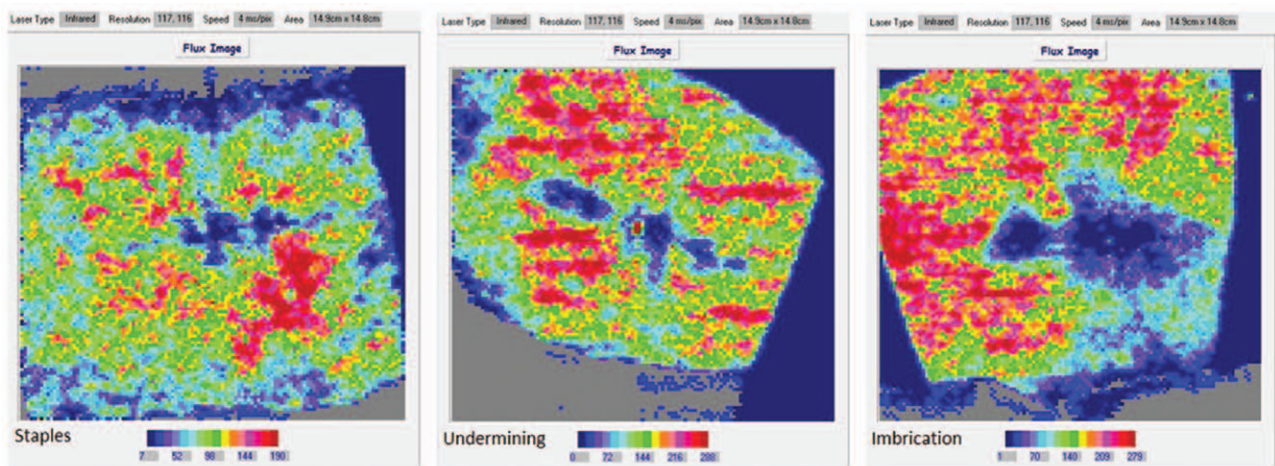 Laser Type Infrared Resolution 117, 116 Speed 4 ms/pix Area 14.9cm x 14.8cm
Flux Image
Staples
7 52 98 144 190
Laser Type Infrared Resolution 117, 116 Speed 4 ms/pix Area 14.9cm x 14.8cm
Flux Image
Undermining
0 72 144 216 288
Laser Type Infrared Resolution 117, 116 Speed 4 ms/pix Area 14.9cm x 14.8cm
Flux Image
Imbrication
1 70 140 209 279